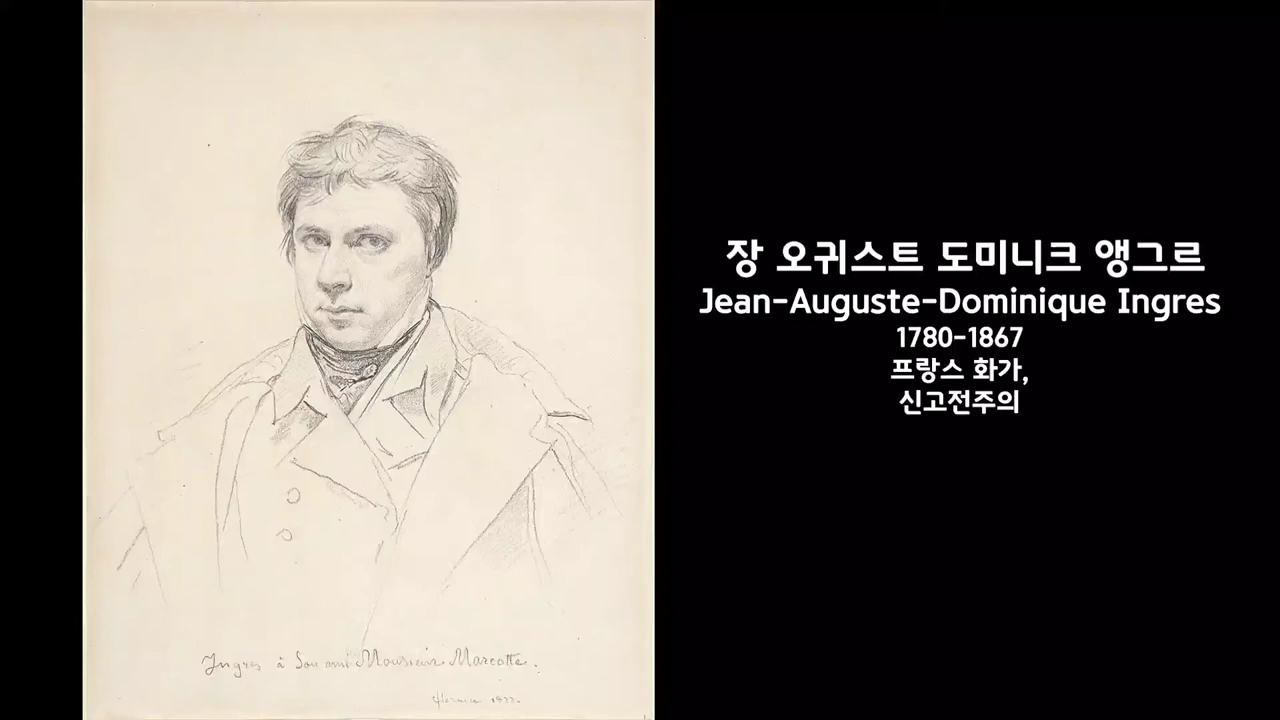 장 오귀스트 도미니크 앵그르
Jean-Auguste-Dominique Ingres
1780-1867
프랑스 화가,
신고전주의
Ingres à Son ami Monsieur Marcotte.